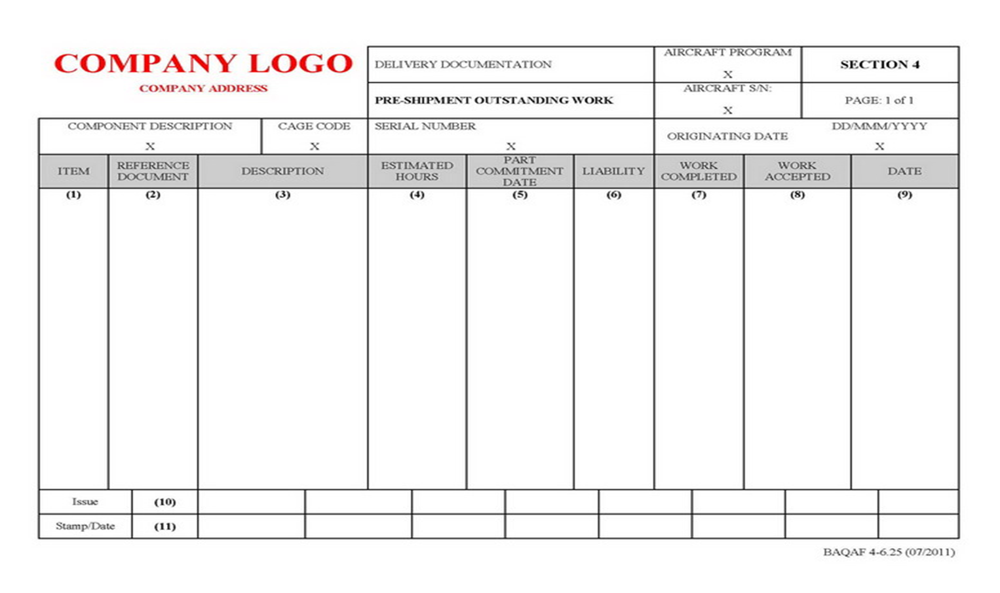 COMPANY LOGO
COMPANY ADDRESS
DELIVERY DOCUMENTATION
AIRCRAFT PROGRAM
X
SECTION 4
PRE-SHIPMENT OUTSTANDING WORK
AIRCRAFT S/N:
X
PAGE: 1 of 1
COMPONENT DESCRIPTION
X
CAGE CODE
X
SERIAL NUMBER
X
ORIGINATING DATE
DD/MMM/YYYY
X
ITEM
REFERENCE
DOCUMENT
DESCRIPTION
ESTIMATED
HOURS
PART
COMMITMENT
DATE
LIABILITY
WORK
COMPLETED
WORK
ACCEPTED
DATE
(1)
(2)
(3)
(4)
(5)
(6)
(7)
(8)
(9)
Issue
(10)
Stamp/Date
(11)
BAQAF 4-6.25 (07/2011)